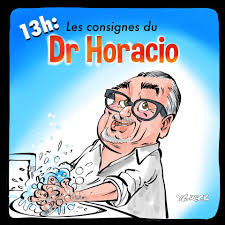 13h: Les consignes du
Dr Horacio